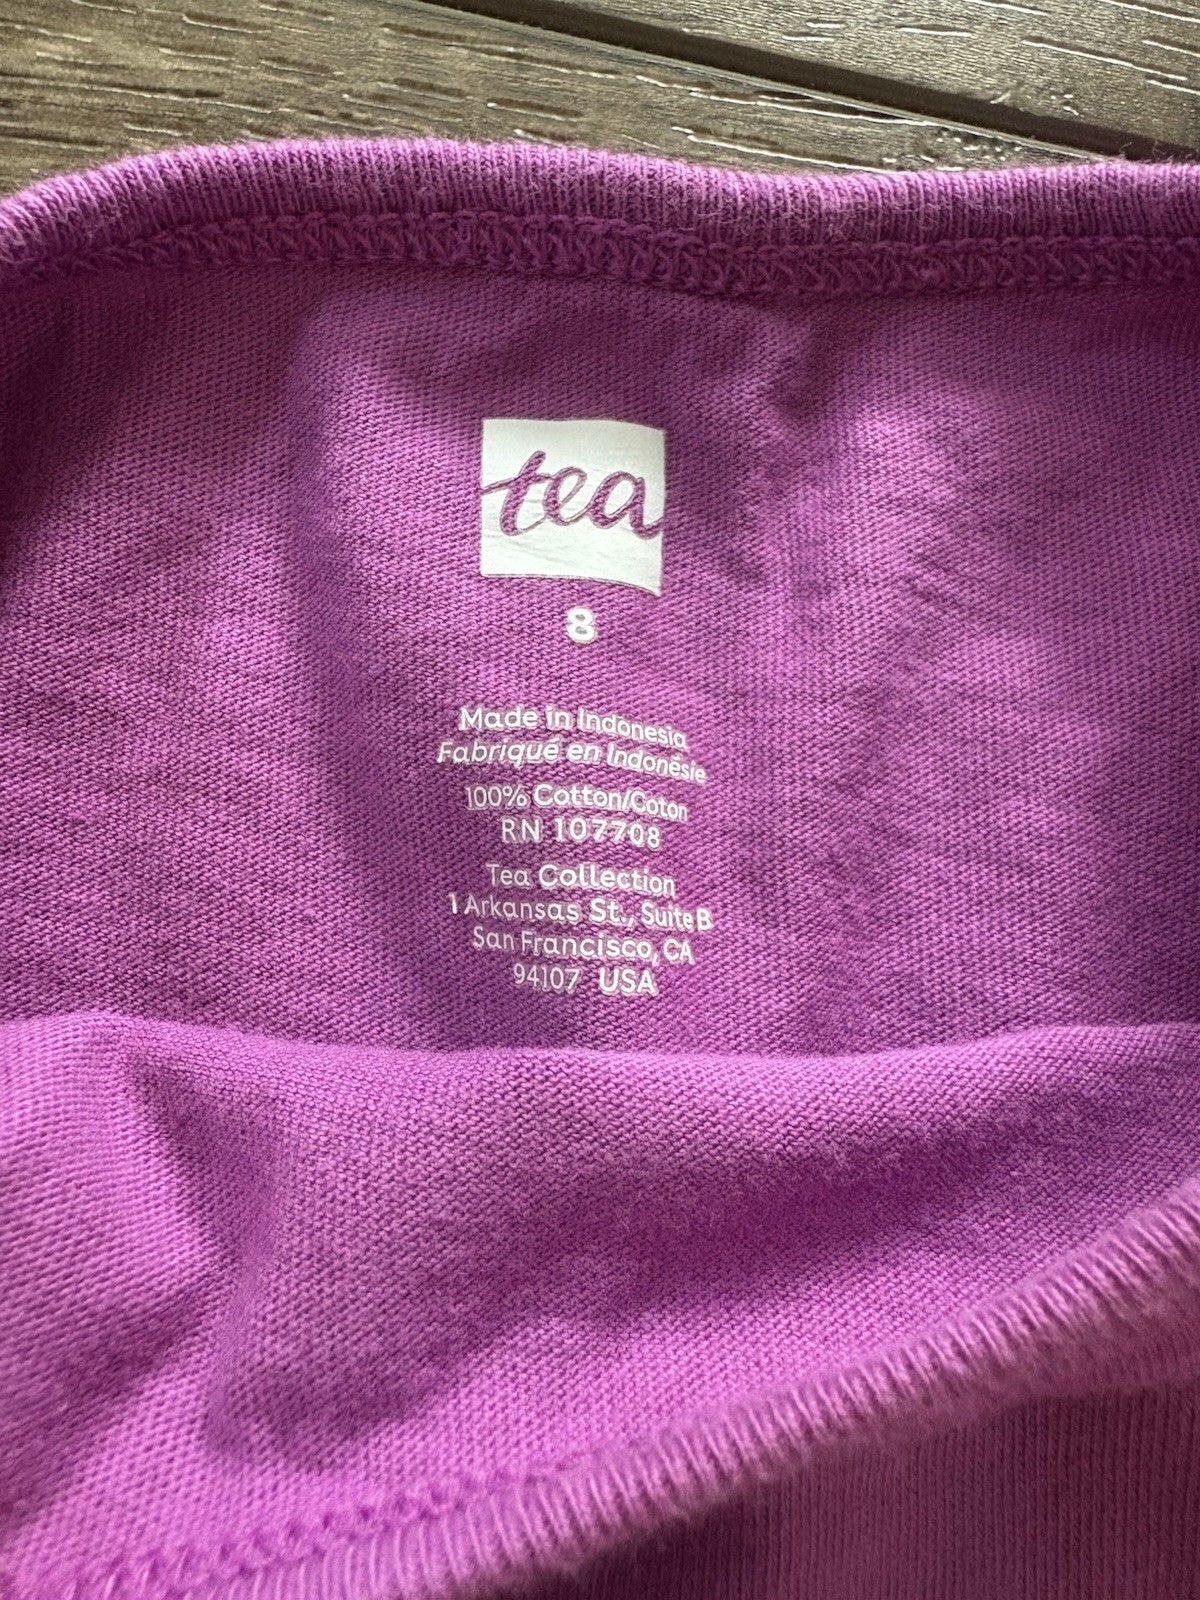 tea
8
Made in Indonesia
Fabriqué en Indonésie
100% Cotton/Coton
RN 107708
Tea Collection
1 Arkansas St., Suite B
San Francisco, CA
94107 USA